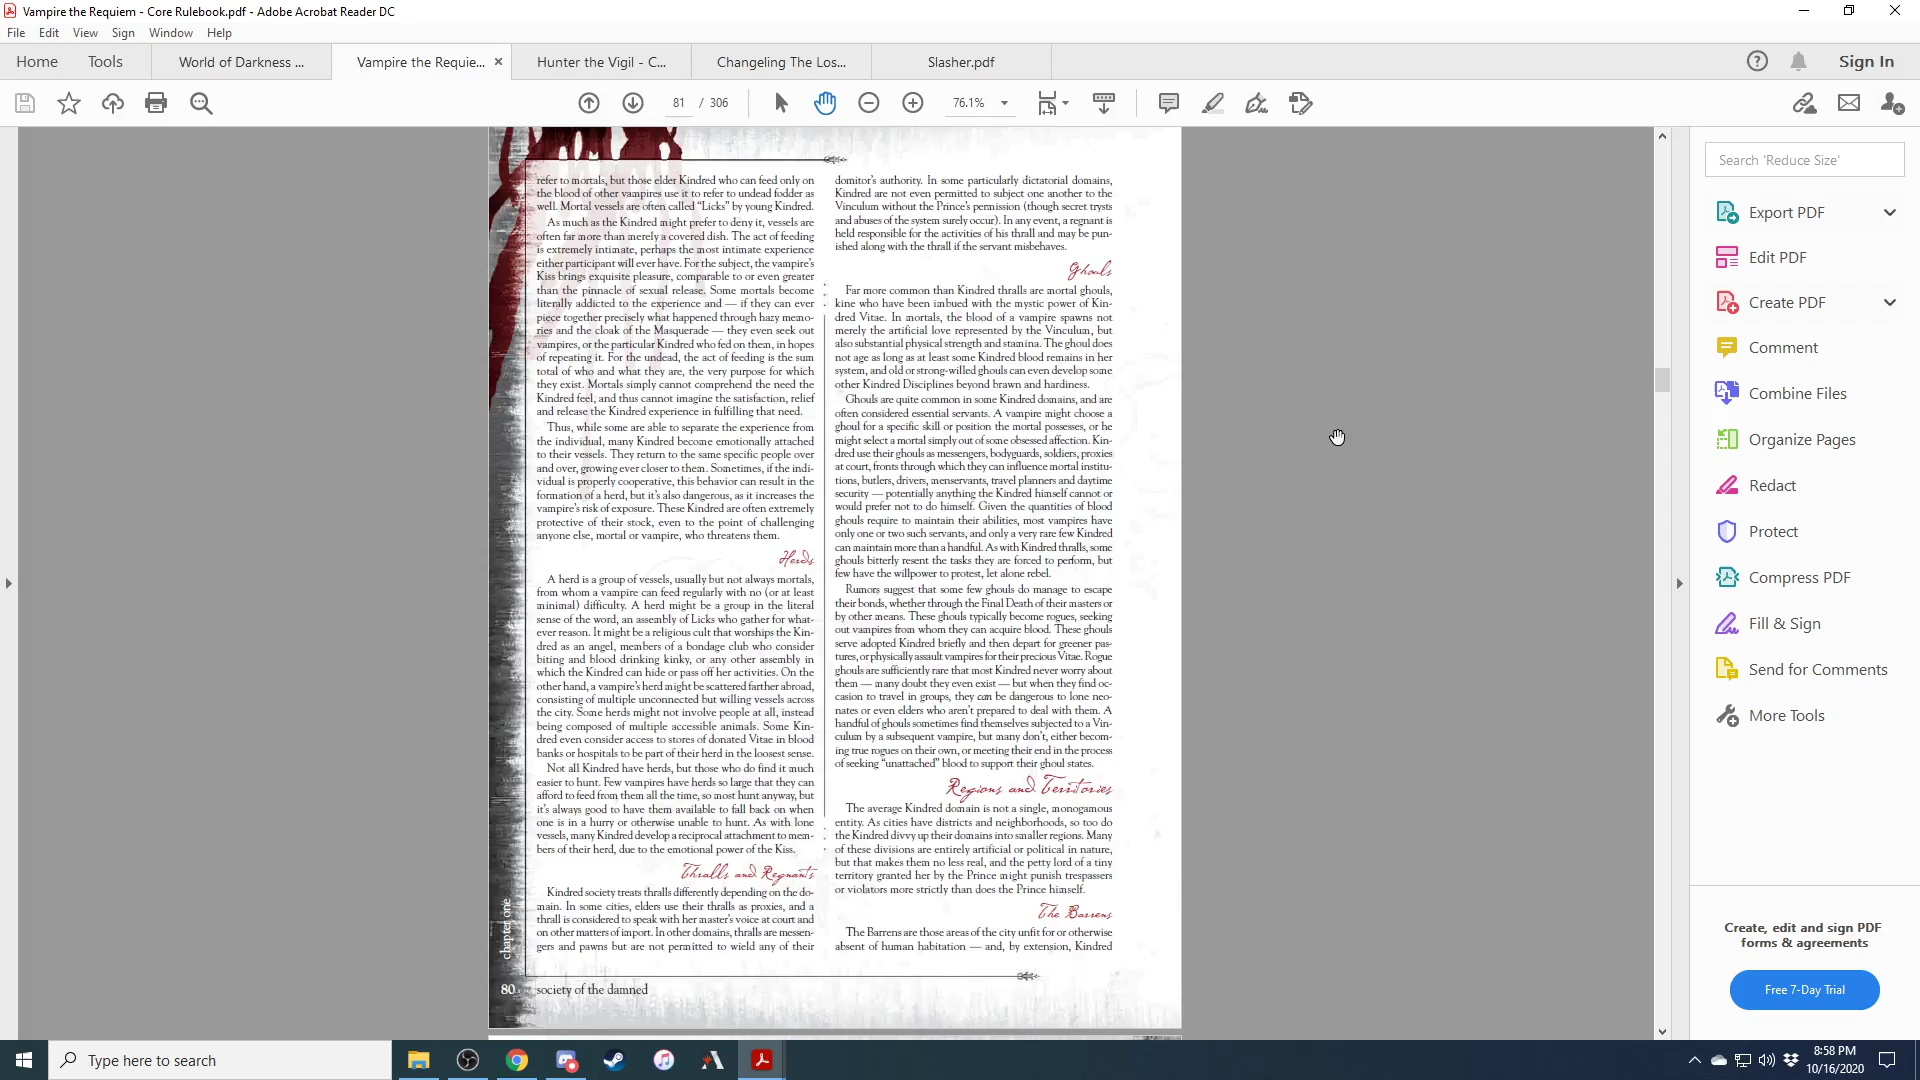 Vampire the Requiem - Core Rulebook.pdf - Adobe Acrobat Reader DC
File Edit View Sign Window Help
Home Tools World of Darkness ... Vampire the Requie... Hunter the Vigil - C... Changeling The Los... Slasher.pdf Sign In
81 / 306 76.1%
refer to mortals, but those elder Kindred who can feed only on
the blood of other vampires use it to refer to undead fodder as
well. Mortal vessels are often called “Licks” by young Kindred.
As much as the Kindred might prefer to deny it, vessels are
often far more than merely a covered dish. The act of feeding
is extremely intimate, perhaps the most intimate experience
either participant will ever have. For the subject, the vampire’s
Kiss brings exquisite pleasure, comparable to or even greater
than the pinnacle of sexual release. Some mortals become
literally addicted to the experience and — if they can ever
piece together precisely what happened through hazy memo-
ries and the cloak of the Masquerade — they even seek out
vampires, or the particular Kindred who fed on them, in hopes
of repeating it. For the undead, the act of feeding is the sum
total of who and what they are, the very purpose for which
they exist. Mortals simply cannot comprehend the need the
Kindred feel, and thus cannot imagine the satisfaction, relief
and release the Kindred experience in fulfilling that need.
Thus, while some are able to separate the experience from
the individual, many Kindred become emotionally attached
to their vessels. They return to the same specific people over
and over, growing ever closer to them. Sometimes, if the indi-
vidual is properly cooperative, this behavior can result in the
formation of a herd, but it’s also dangerous, as it increases the
vampire’s risk of exposure. These Kindred are often extremely
protective of their stock, even to the point of challenging
anyone else, mortal or vampire, who threatens them.
Herds
A herd is a group of vessels, usually but not always mortals,
from whom a vampire can feed regularly with no (or at least
minimal) difficulty. A herd might be a group in the literal
sense of the word, an assembly of Licks who gather for what-
ever reason. It might be a religious cult that worships the Kin-
dred as an angel, members of a bondage club who consider
biting and blood drinking kinky, or any other assembly in
which the Kindred can hide or pass off her activities. On the
other hand, a vampire’s herd might be scattered farther abroad,
consisting of multiple unconnected but willing vessels across
the city. Some herds might not involve people at all, instead
being composed of multiple accessible animals. Some Kin-
dred even consider access to stores of donated Vitae in blood
banks or hospitals to be part of their herd in the loosest sense.
Not all Kindred have herds, but those who do find it much
easier to hunt. Few vampires have herds so large that they can
afford to feed from them all the time, so most hunt anyway, but
it’s always good to have them available to fall back on when
one is in a hurry or otherwise unable to hunt. As with lone
vessels, many Kindred develop a reciprocal attachment to mem-
bers of their herd, due to the emotional power of the Kiss.
Thralls and Regnants
Kindred society treats thralls differently depending on the do-
main. In some cities, elders use their thralls as proxies, and a
thrall is considered to speak with her master’s voice at court and
on other matters of import. In other domains, thralls are messen-
gers and pawns but are not permitted to wield any of their
domitor’s authority. In some particularly dictatorial domains,
Kindred are not even permitted to subject one another to the
Vinculum without the Prince’s permission (though secret trysts
and abuses of the system surely occur). In any event, a regnant is
held responsible for the activities of his thrall and may be pun-
ished along with the thrall if the servant misbehaves.
Ghouls
Far more common than Kindred thralls are mortal ghouls,
kine who have been imbued with the mystic power of Kin-
dred Vitae. In mortals, the blood of a vampire spawns not
merely the artificial love represented by the Vinculum, but
also substantial physical strength and stamina. The ghoul does
not age as long as at least some Kindred blood remains in her
system, and old or strong-willed ghouls can even develop some
other Kindred Disciplines beyond brawn and hardiness.
Ghouls are quite common in some Kindred domains, and are
often considered essential servants. A vampire might choose a
ghoul for a specific skill or position the mortal possesses, or he
might select a mortal simply out of some obsessed affection. Kin-
dred use their ghouls as messengers, bodyguards, soldiers, proxies
at court, fronts through which they can influence mortal institu-
tions, butlers, drivers, menservants, travel planners and daytime
security — potentially anything the Kindred himself cannot or
would prefer not to do himself. Given the quantities of blood
ghouls require to maintain their abilities, most vampires have
only one or two such servants, and only a very rare few Kindred
can maintain more than a handful. As with Kindred thralls, some
ghouls bitterly resent the tasks they are forced to perform, but
few have the willpower to protest, let alone rebel.
Rumors suggest that some few ghouls do manage to escape
their bonds, whether through the Final Death of their masters or
by other means. These ghouls typically become rogues, seeking
out vampires from whom they can acquire blood. These ghouls
serve adopted Kindred briefly and then depart for greener pas-
tures, or physically assault vampires for their precious Vitae. Rogue
ghouls are sufficiently rare that most Kindred never worry about
them — many doubt they even exist — but when they find oc-
casion to travel in groups, they can be dangerous to lone neo-
nates or even elders who aren’t prepared to deal with them. A
handful of ghouls sometimes find themselves subjected to a Vin-
culum by a subsequent vampire, but many don’t, either becom-
ing true rogues on their own, or meeting their end in the process
of seeking “unattached” blood to support their ghoul states.
Regions and Territories
The average Kindred domain is not a single, monogamous
entity. As cities have districts and neighborhoods, so too do
the Kindred divvy up their domains into smaller regions. Many
of these divisions are entirely artificial or political in nature,
but that makes them no less real, and the petty lord of a tiny
territory granted her by the Prince might punish trespassers
or violators more strictly than does the Prince himself.
The Barrens
The Barrens are those areas of the city unfit for or otherwise
absent of human habitation — and, by extension, Kindred
chapter one
80 society of the damned
Search 'Reduce Size'
Export PDF
Edit PDF
Create PDF
Comment
Combine Files
Organize Pages
Redact
Protect
Compress PDF
Fill & Sign
Send for Comments
More Tools
Create, edit and sign PDF
forms & agreements
Free 7-Day Trial
Type here to search
8:58 PM
10/16/2020